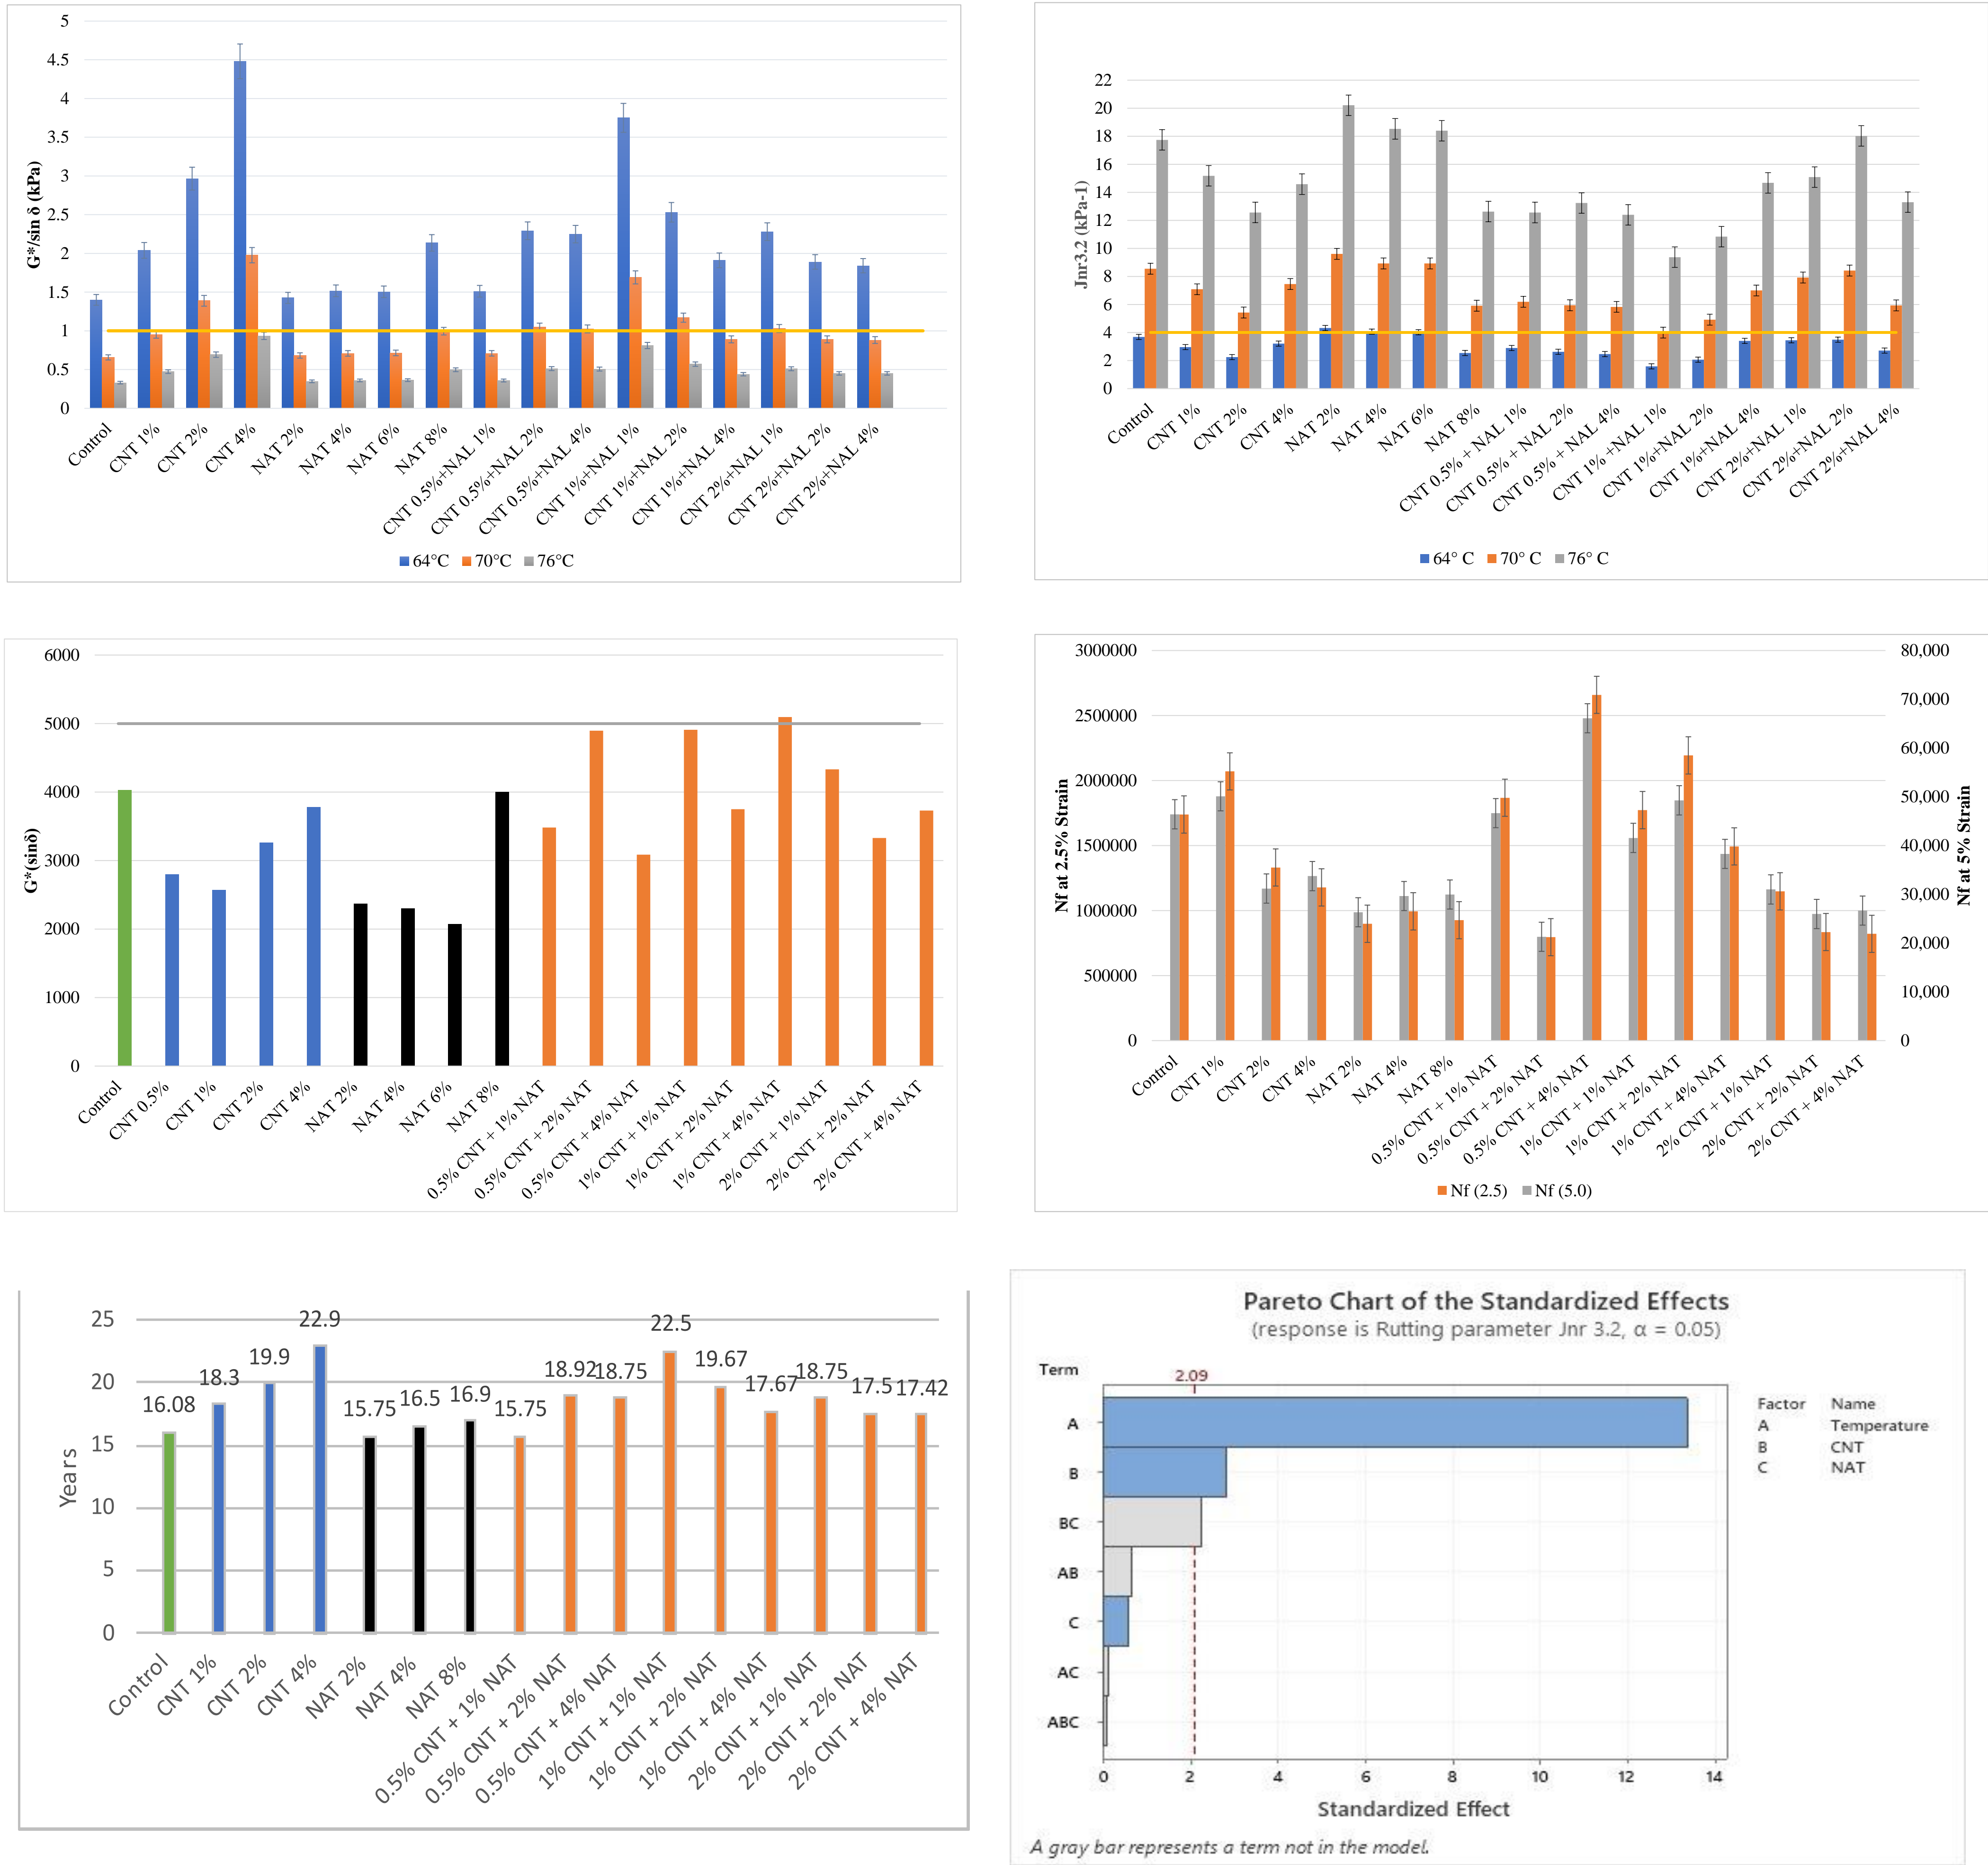 5
4.5
4
3.5
3
2.5
2
1.5
1
0.5
0
G*/sin δ (kPa)
Control
CNT 1%
CNT 2%
CNT 4%
NAT 2%
NAT 4%
NAT 6%
NAT 8%
CNT 0.5%+NAL 1%
CNT 0.5%+NAL 2%
CNT 0.5%+NAL 4%
CNT 1%+NAL 1%
CNT 1%+NAL 2%
CNT 1%+NAL 4%
CNT 2%+NAL 1%
CNT 2%+NAL 2%
CNT 2%+NAL 4%
64°C 70°C 76°C
22
20
18
16
14
12
10
8
6
4
2
0
Jnr3.2 (kPa-1)
Control
CNT 1%
CNT 2%
CNT 4%
NAT 2%
NAT 4%
NAT 6%
NAT 8%
CNT 0.5% + NAL 1%
CNT 0.5% + NAL 2%
CNT 0.5% + NAL 4%
CNT 1% +NAL 1%
CNT 1%+NAL 2%
CNT 1%+NAL 4%
CNT 2%+NAL 1%
CNT 2%+NAL 2%
CNT 2%+NAL 4%
64° C 70° C 76° C
6000
5000
4000
3000
2000
1000
0
G*(sinδ)
Control
CNT 0.5%
CNT 1%
CNT 2%
CNT 4%
NAT 2%
NAT 4%
NAT 6%
NAT 8%
0.5% CNT + 1% NAT
0.5% CNT + 2% NAT
0.5% CNT + 4% NAT
1% CNT + 1% NAT
1% CNT + 2% NAT
1% CNT + 4% NAT
2% CNT + 1% NAT
2% CNT + 2% NAT
2% CNT + 4% NAT
3000000
2500000
2000000
1500000
1000000
500000
0
Nf at 2.5% Strain
80,000
70,000
60,000
50,000
40,000
30,000
20,000
10,000
0
Nf at 5% Strain
Control
CNT 1%
CNT 2%
CNT 4%
NAT 2%
NAT 4%
NAT 8%
0.5% CNT + 1% NAT
0.5% CNT + 2% NAT
0.5% CNT + 4% NAT
1% CNT + 1% NAT
1% CNT + 2% NAT
1% CNT + 4% NAT
2% CNT + 1% NAT
2% CNT + 2% NAT
2% CNT + 4% NAT
Nf (2.5) Nf (5.0)
25
20
15
10
5
0
Years
16.08
18.3
19.9
22.9
15.75
16.5
16.9
15.75
18.92
18.75
22.5
19.67
17.67
18.75
17.5
17.42
Control
CNT 1%
CNT 2%
CNT 4%
NAT 2%
NAT 4%
NAT 8%
0.5% CNT + 1% NAT
0.5% CNT + 2% NAT
0.5% CNT + 4% NAT
1% CNT + 1% NAT
1% CNT + 2% NAT
1% CNT + 4% NAT
2% CNT + 1% NAT
2% CNT + 2% NAT
2% CNT + 4% NAT
Pareto Chart of the Standardized Effects
(response is Rutting parameter Jnr 3.2, α = 0.05)
Term
2.09
A
B
BC
AB
C
AC
ABC
Factor Name
A Temperature
B CNT
C NAT
0 2 4 6 8 10 12 14
Standardized Effect
A gray bar represents a term not in the model.